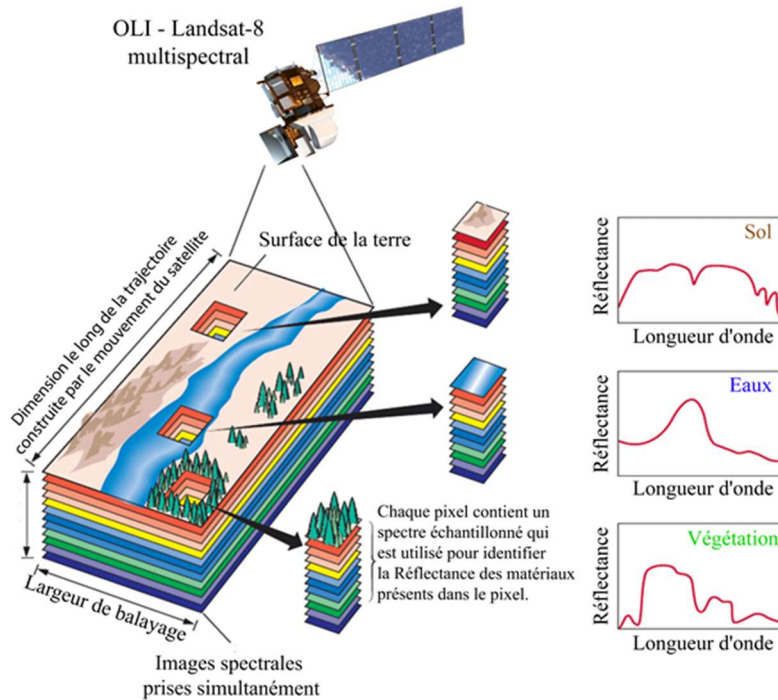 OLI - Landsat-8
multispectral
Surface de la terre
Dimension le long de la trajectoire
construite par le mouvement du satellite
Largeur de balayage
Images spectrales
prises simultanément
Chaque pixel contient un
spectre échantillonné qui
est utilisé pour identifier
la Réflectance des matériaux
présents dans le pixel.
Sol
Réflectance
Longueur d'onde
Eaux
Réflectance
Longueur d'onde
Végétation
Réflectance
Longueur d'onde